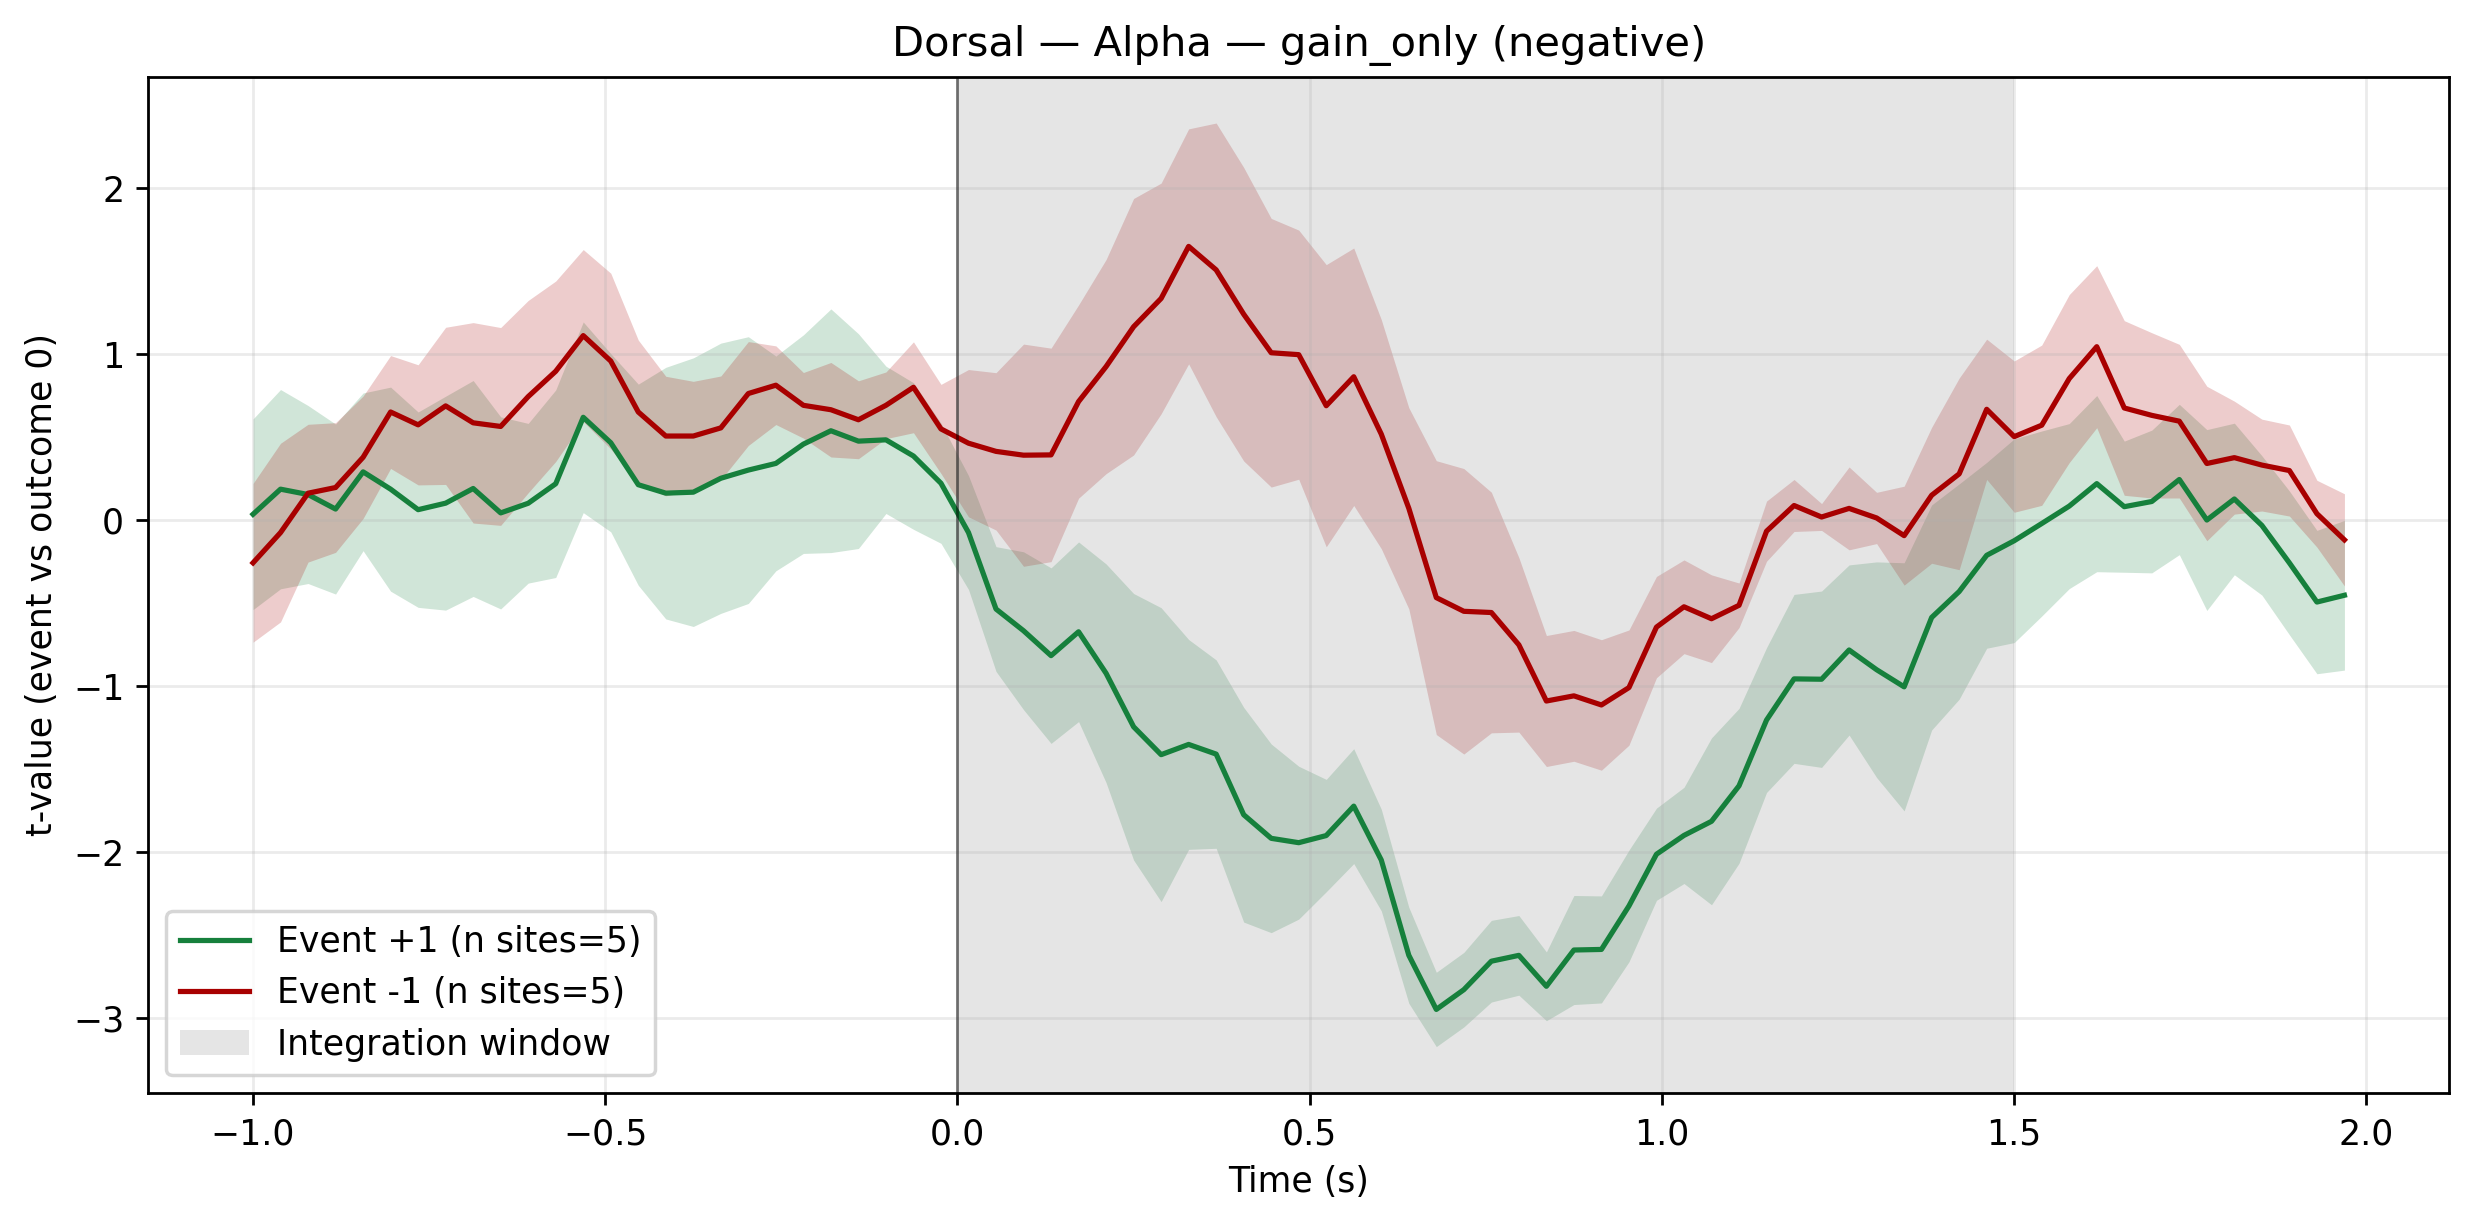 Dorsal — Alpha — gain_only (negative)
t-value (event vs outcome 0)
2
1
0
−1
−2
−3
Event +1 (n sites=5)
Event -1 (n sites=5)
Integration window
−1.0 −0.5 0.0 0.5 1.0 1.5 2.0
Time (s)